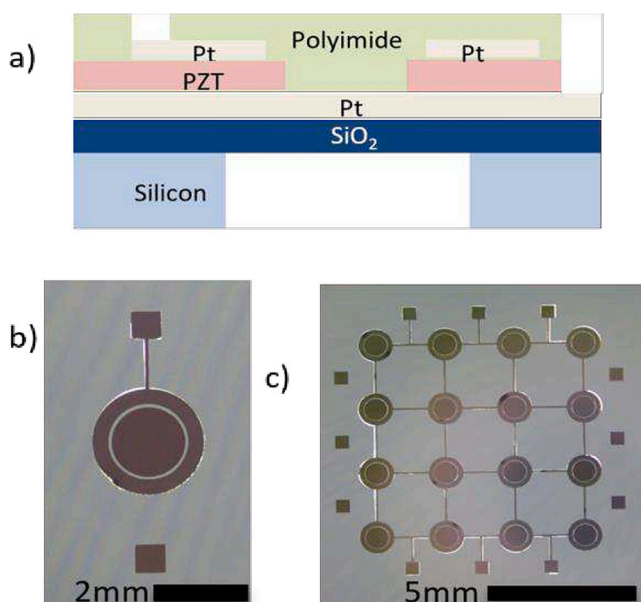 a)
Pt
Polyimide
Pt
PZT
Pt
SiO₂
Silicon
b)
c)
2mm
5mm